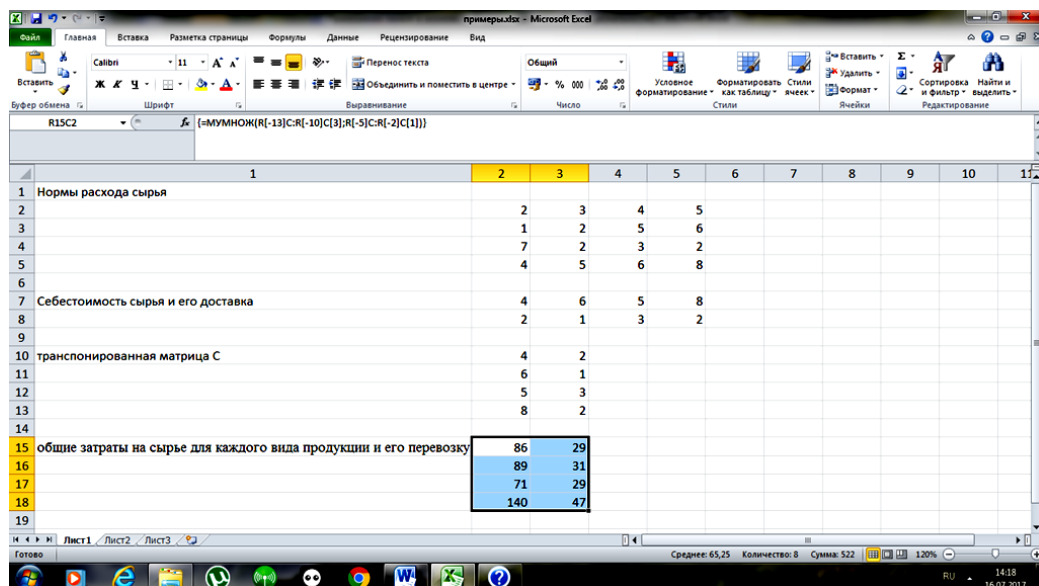 примеры.xlsx - Microsoft Excel
Файл Главная Вставка Разметка страницы Формулы Данные Рецензирование Вид
Calibri 11 Перенос текста Общий Вставить Σ
Вставить Ж К Ч Объединить и поместить в центре % 000 Условное форматирование Форматировать как таблицу Стили ячеек Удалить Формат Сортировка и фильтр Найти и выделить
Буфер обмена Шрифт Выравнивание Число Стили Ячейки Редактирование
R15C2 fx {=МУМНОЖ(R[-13]C:R[-10]C[3];R[-5]C:R[-2]C[1])}
1 2 3 4 5 6 7 8 9 10 11
1 Нормы расхода сырья
2 2 3 4 5
3 1 2 5 6
4 7 2 3 2
5 4 5 6 8
6
7 Себестоимость сырья и его доставка 4 6 5 8
8 2 1 3 2
9
10 транспонированная матрица С 4 2
11 6 1
12 5 3
13 8 2
14
15 общие затраты на сырье для каждого вида продукции и его перевозку 86 29
16 89 31
17 71 29
18 140 47
19
Лист1 Лист2 Лист3
Готово Среднее: 65,25 Количество: 8 Сумма: 522 120%
RU 14:18
16.07.2017